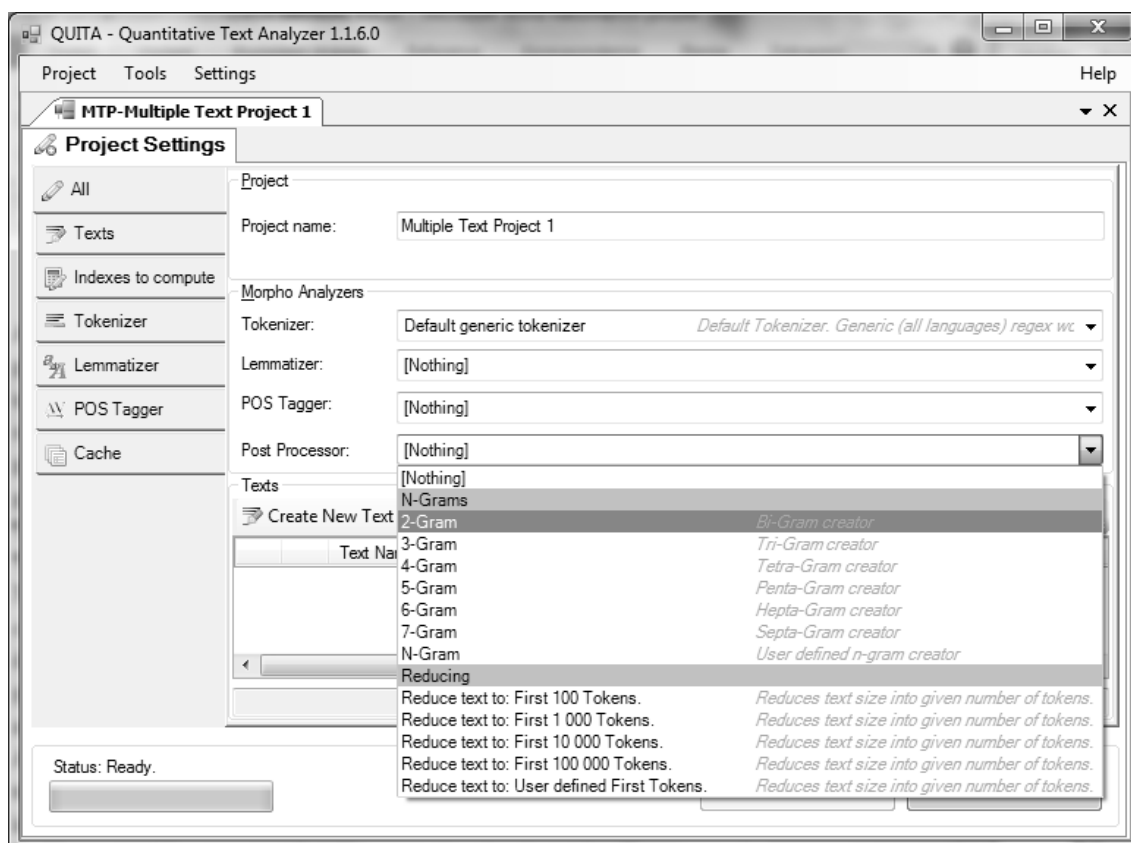 QUITA - Quantitative Text Analyzer 1.1.6.0
Project Tools Settings Help
MTP-Multiple Text Project 1
Project Settings
All
Texts
Indexes to compute
Tokenizer
Lemmatizer
POS Tagger
Cache
Project
Project name: Multiple Text Project 1
Morpho Analyzers
Tokenizer: Default generic tokenizer Default Tokenizer. Generic (all languages) regex
Lemmatizer: [Nothing]
POS Tagger: [Nothing]
Post Processor: [Nothing]
Texts
Create New Text
Text
[Nothing]
N-Grams
2-Gram Bi-Gram creator
3-Gram Tri-Gram creator
4-Gram Tetra-Gram creator
5-Gram Penta-Gram creator
6-Gram Hepta-Gram creator
7-Gram Septa-Gram creator
N-Gram User defined n-gram creator
Reducing
Reduce text to: First 100 Tokens. Reduces text size into given number of tokens.
Reduce text to: First 1 000 Tokens. Reduces text size into given number of tokens.
Reduce text to: First 10 000 Tokens. Reduces text size into given number of tokens.
Reduce text to: First 100 000 Tokens. Reduces text size into given number of tokens.
Reduce text to: User defined First Tokens. Reduces text size into given number of tokens.
Status: Ready.